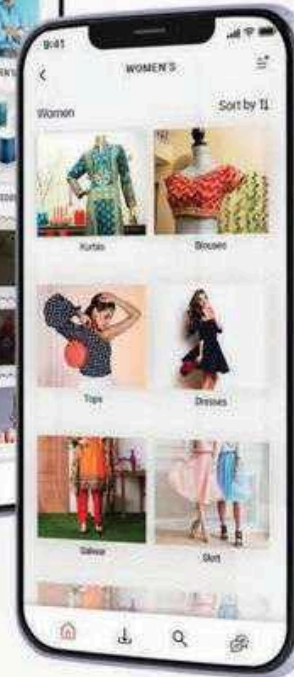 9:41
WOMEN'S
Women
Sort by
Kurtis
Blouses
Tops
Dresses
Salwar
Skirt